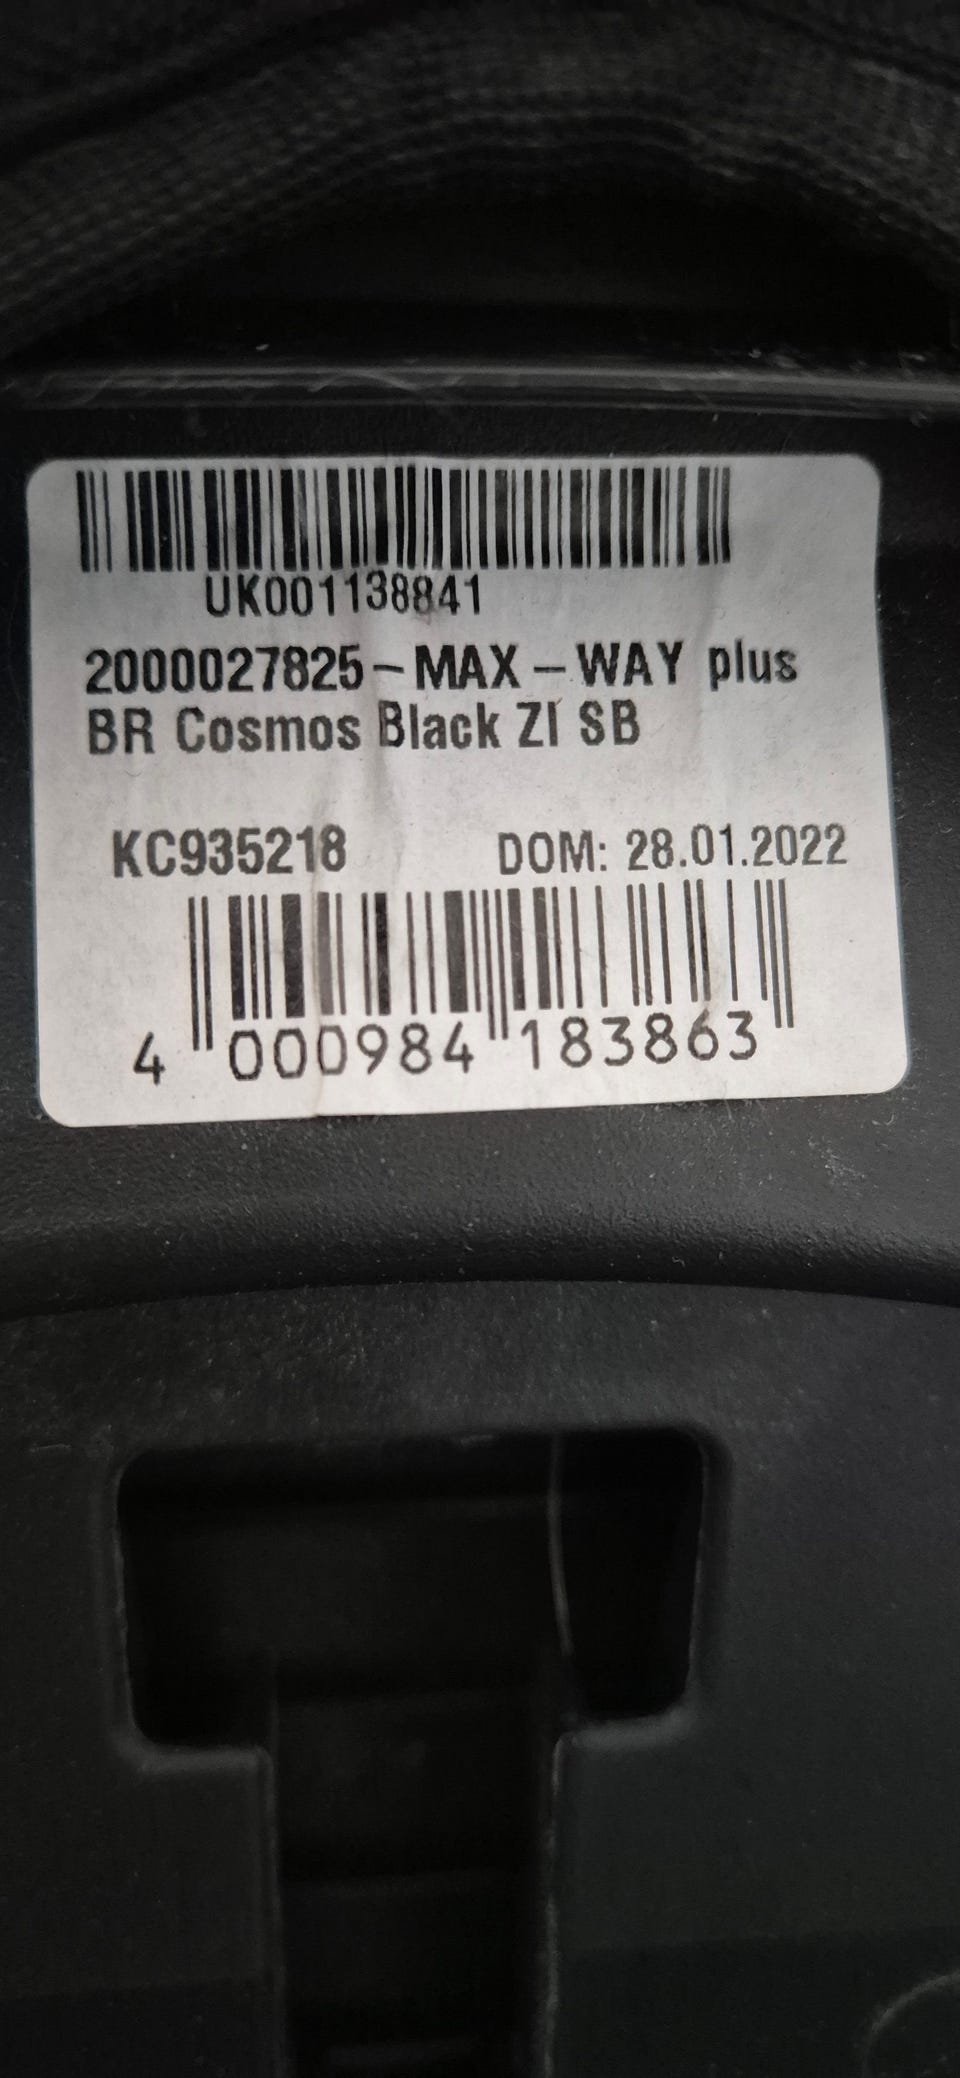 UK001138841
2000027825-MAX-WAY plus
BR Cosmos Black ZI SB
KC935218 DOM: 28.01.2022
4 000984 183863